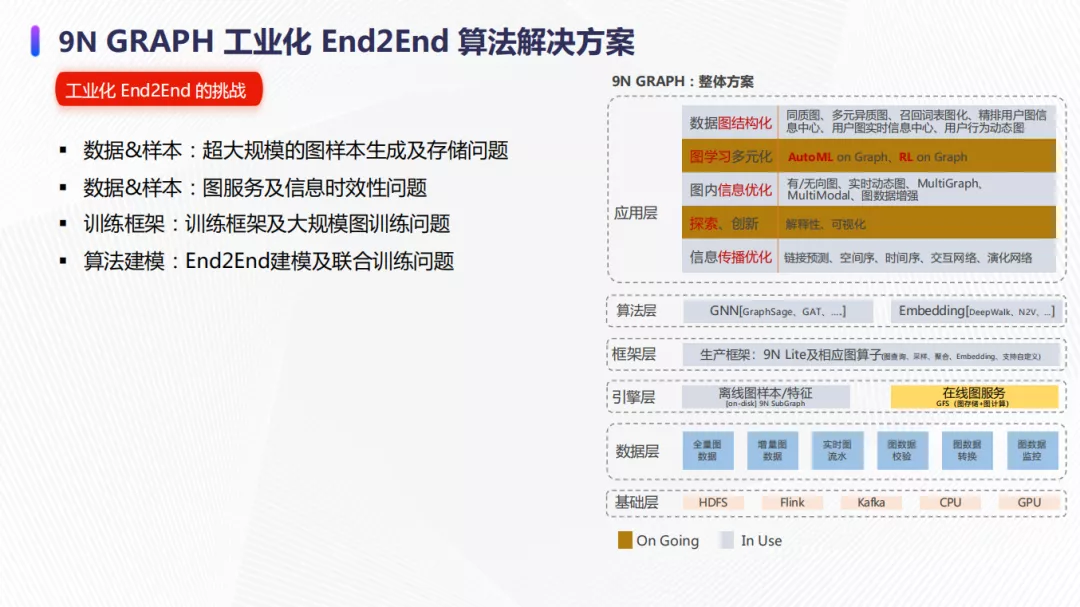 9N GRAPH 工业化 End2End 算法解决方案
工业化 End2End 的挑战
▪ 数据&样本：超大规模的图样本生成及存储问题
▪ 数据&样本：图服务及信息时效性问题
▪ 训练框架：训练框架及大规模图训练问题
▪ 算法建模：End2End建模及联合训练问题
9N GRAPH：整体方案
应用层
数据图结构化
同质图、多元异质图、召回词表图化、精排用户图信
息中心、用户图实时信息中心、用户行为动态图
图学习多元化
AutoML on Graph、RL on Graph
图内信息优化
有/无向图、实时动态图、MultiGraph、
MultiModal、图数据增强
探索、创新
解释性、可视化
信息传播优化
链接预测、空间序、时间序、交互网络、演化网络
算法层
GNN[GraphSage、GAT、....]
Embedding[DeepWalk、N2V、...]
框架层
生产框架：9N Lite及相应图算子(图查询、采样、聚合、Embedding、支持自定义)
引擎层
离线图样本/特征
[on-disk] 9N SubGraph
在线图服务
GFS（图存储+图计算）
数据层
全量图
数据
增量图
数据
实时图
流水
图数据
校验
图数据
转换
图数据
监控
基础层
HDFS
Flink
Kafka
CPU
GPU
On Going
In Use